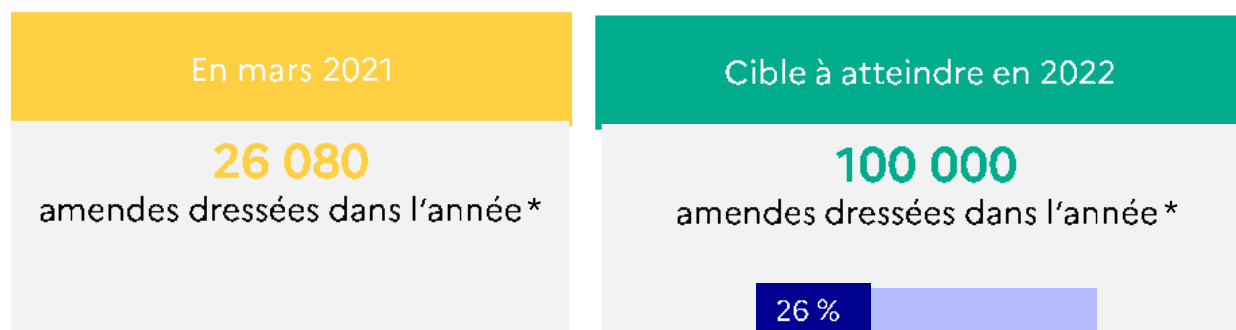 En mars 2021
26 080
amendes dressées dans l'année*
Cible à atteindre en 2022
100 000
amendes dressées dans l'année*
26 %